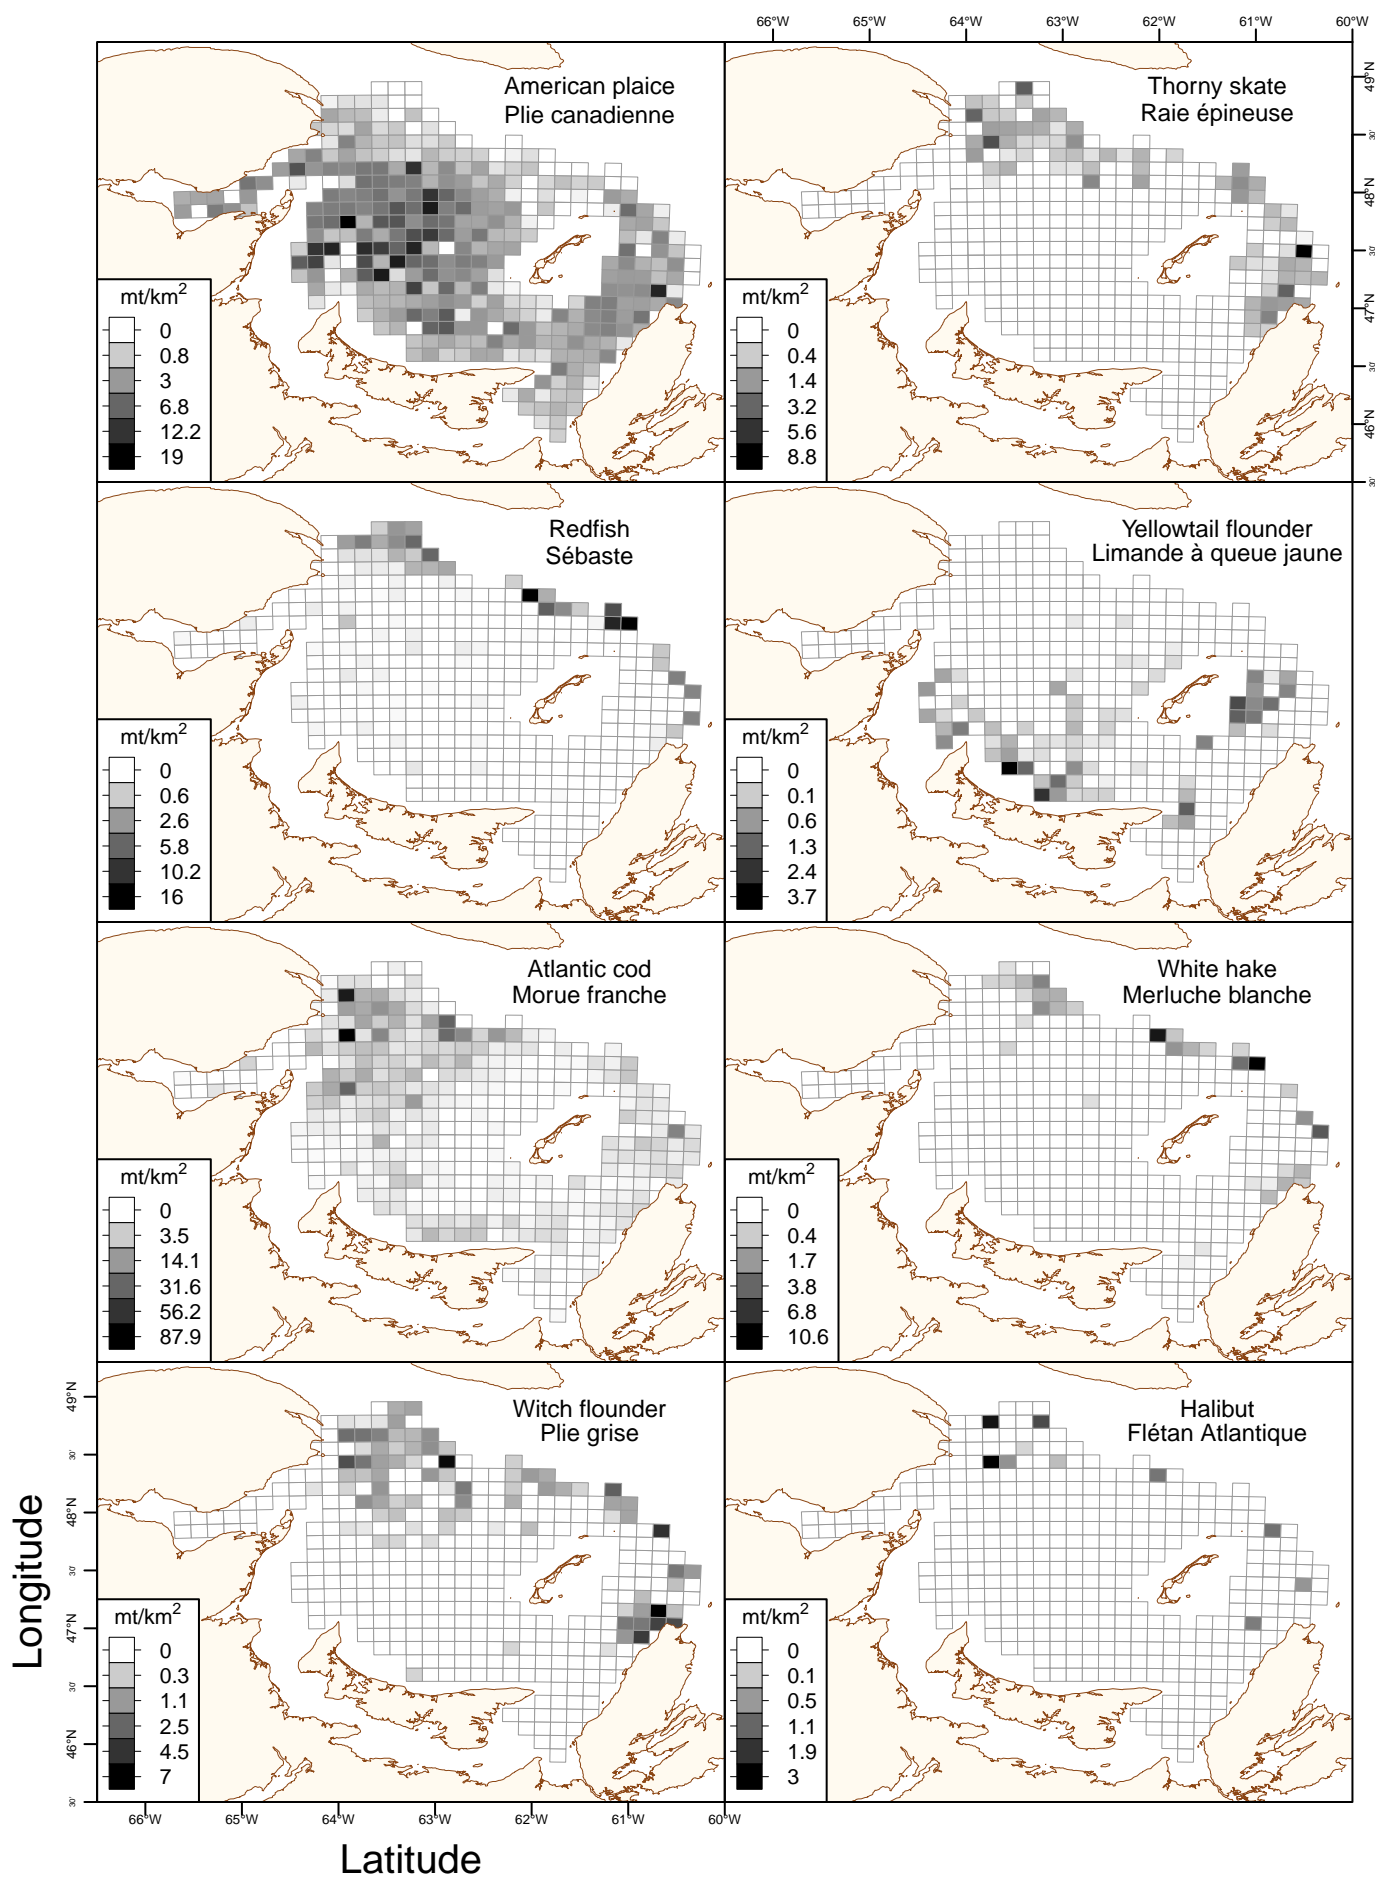 66°W 65°W 64°W 63°W 62°W 61°W 60°W
American plaice
Plie canadienne
mt/km2
0
0.8
3
6.8
12.2
19
Thorny skate
Raie épineuse
mt/km2
0
0.4
1.4
3.2
5.6
8.8
49°N
30'
48°N
30'
47°N
30'
46°N
30'
Redfish
Sébaste
mt/km2
0
0.6
2.6
5.8
10.2
16
Yellowtail flounder
Limande à queue jaune
mt/km2
0
0.1
0.6
1.3
2.4
3.7
Atlantic cod
Morue franche
mt/km2
0
3.5
14.1
31.6
56.2
87.9
White hake
Merluche blanche
mt/km2
0
0.4
1.7
3.8
6.8
10.6
Witch flounder
Plie grise
mt/km2
0
0.3
1.1
2.5
4.5
7
Halibut
Flétan Atlantique
mt/km2
0
0.1
0.5
1.1
1.9
3
49°N
30'
48°N
30'
47°N
30'
46°N
30'
Longitude
66°W 65°W 64°W 63°W 62°W 61°W 60°W
Latitude